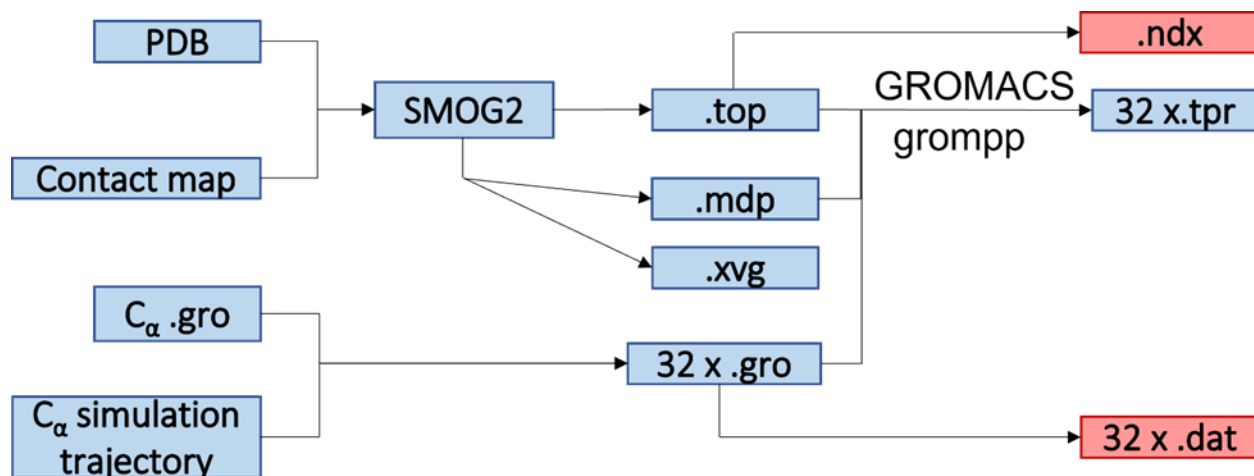 PDB
.ndx
GROMACS
SMOG2
.top
32 x.tpr
grompp
Contact map
.mdp
.xvg
Cα .gro
32 x .gro
Cα simulation
trajectory
32 x .dat